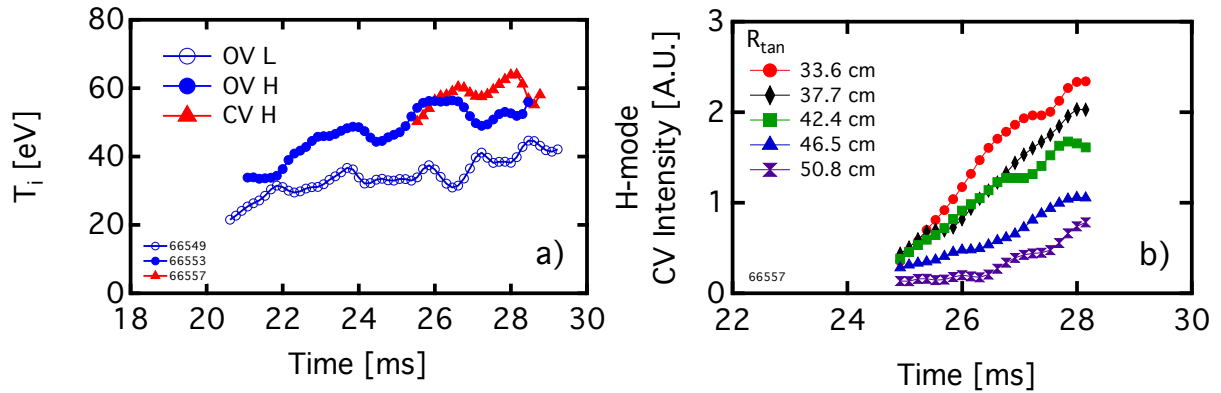 80
60
40
20
0
T_i [eV]
OV L
OV H
CV H
66549
66553
66557
a)
18 20 22 24 26 28 30
Time [ms]
3
2
1
0
H-mode
CV Intensity [A.U.]
R_tan
33.6 cm
37.7 cm
42.4 cm
46.5 cm
50.8 cm
66557
b)
22 24 26 28 30
Time [ms]